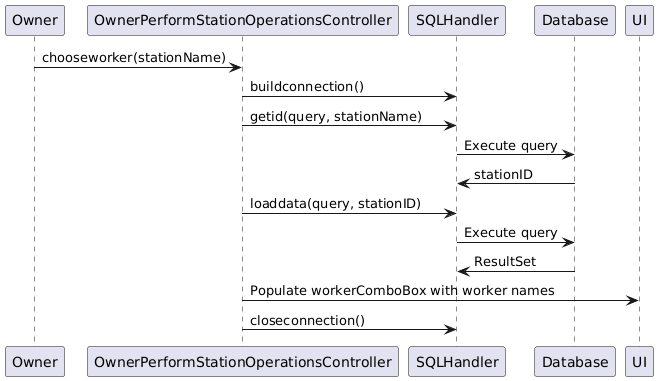 Owner
OwnerPerformStationOperationsController
SQLHandler
Database
UI
chooseworker(stationName)
buildconnection()
getid(query, stationName)
Execute query
stationID
loaddata(query, stationID)
Execute query
ResultSet
Populate workerComboBox with worker names
closeconnection()
Owner
OwnerPerformStationOperationsController
SQLHandler
Database
UI